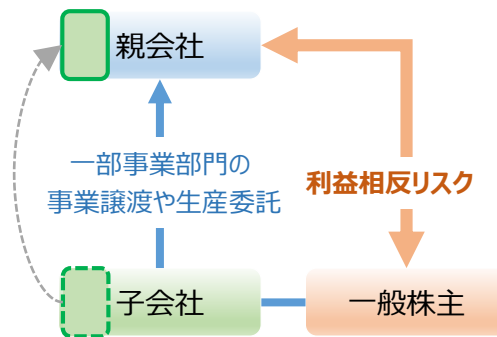 親会社
一部事業部門の
事業譲渡や生産委託
利益相反リスク
子会社
一般株主